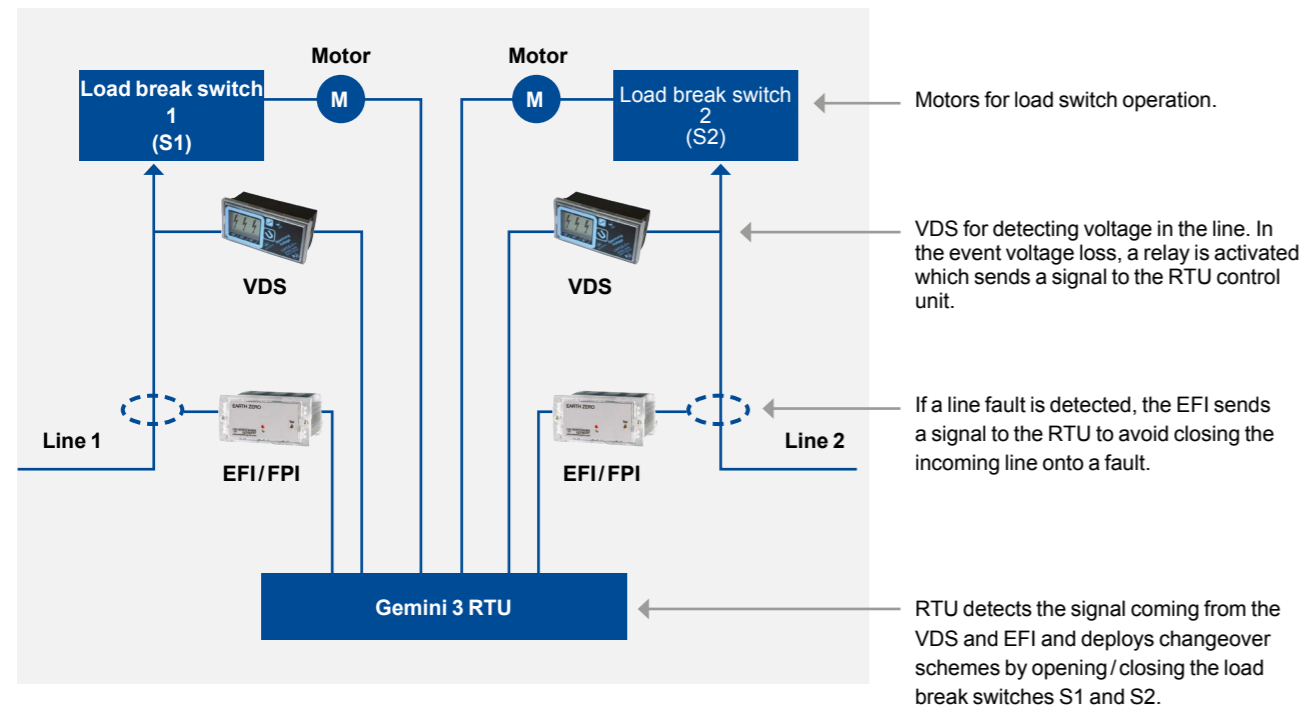 Motor
Motor
Load break switch
1
(S1)
M
M
Load break switch
2
(S2)
Motors for load switch operation.
VDS
VDS
VDS for detecting voltage in the line. In
the event voltage loss, a relay is activated
which sends a signal to the RTU control
unit.
EARTH ZERO
EARTH ZERO
Line 1
Line 2
EFI/FPI
EFI/FPI
If a line fault is detected, the EFI sends
a signal to the RTU to avoid closing the
incoming line onto a fault.
Gemini 3 RTU
RTU detects the signal coming from the
VDS and EFI and deploys changeover
schemes by opening/closing the load
break switches S1 and S2.